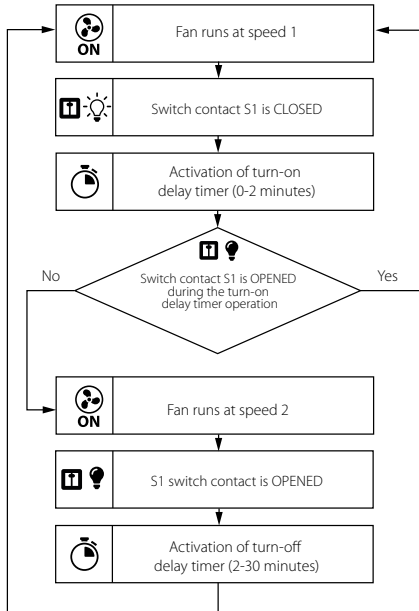 ON
Fan runs at speed 1
Switch contact S1 is CLOSED
Activation of turn-on
delay timer (0-2 minutes)
No
Yes
Switch contact S1 is OPENED
during the turn-on
delay timer operation
ON
Fan runs at speed 2
S1 switch contact is OPENED
Activation of turn-off
delay timer (2-30 minutes)